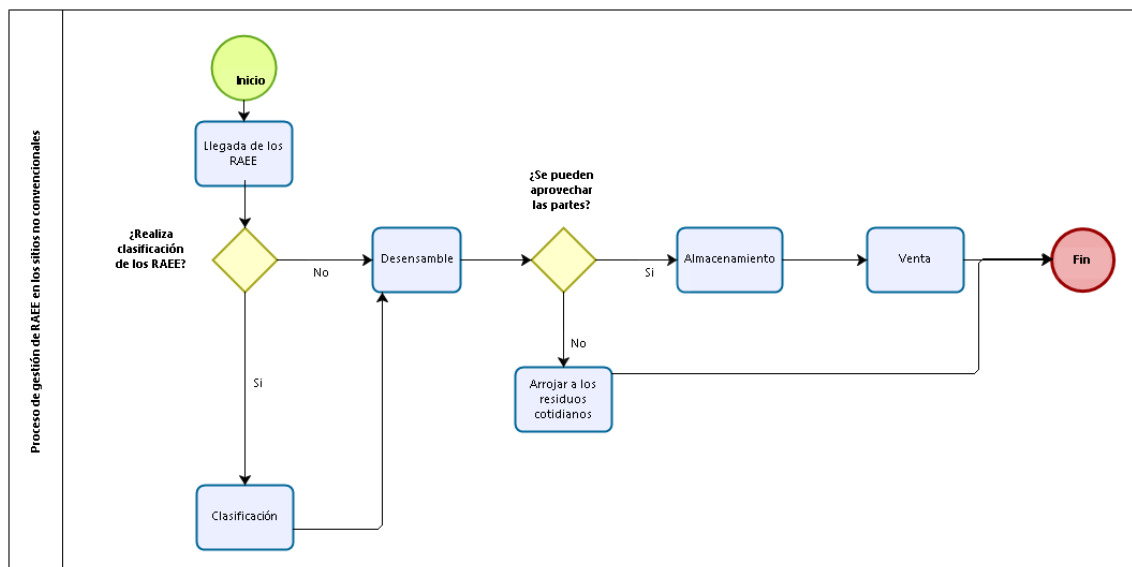 Proceso de gestión de RAEE en los sitios no convencionales
Inicio
Llegada de los
RAEE
¿Realiza
clasificación
de los RAEE?
No
Si
Clasificación
Desensamble
¿Se pueden
aprovechar
las partes?
Si
No
Arrojar a los
residuos
cotidianos
Almacenamiento
Venta
Fin